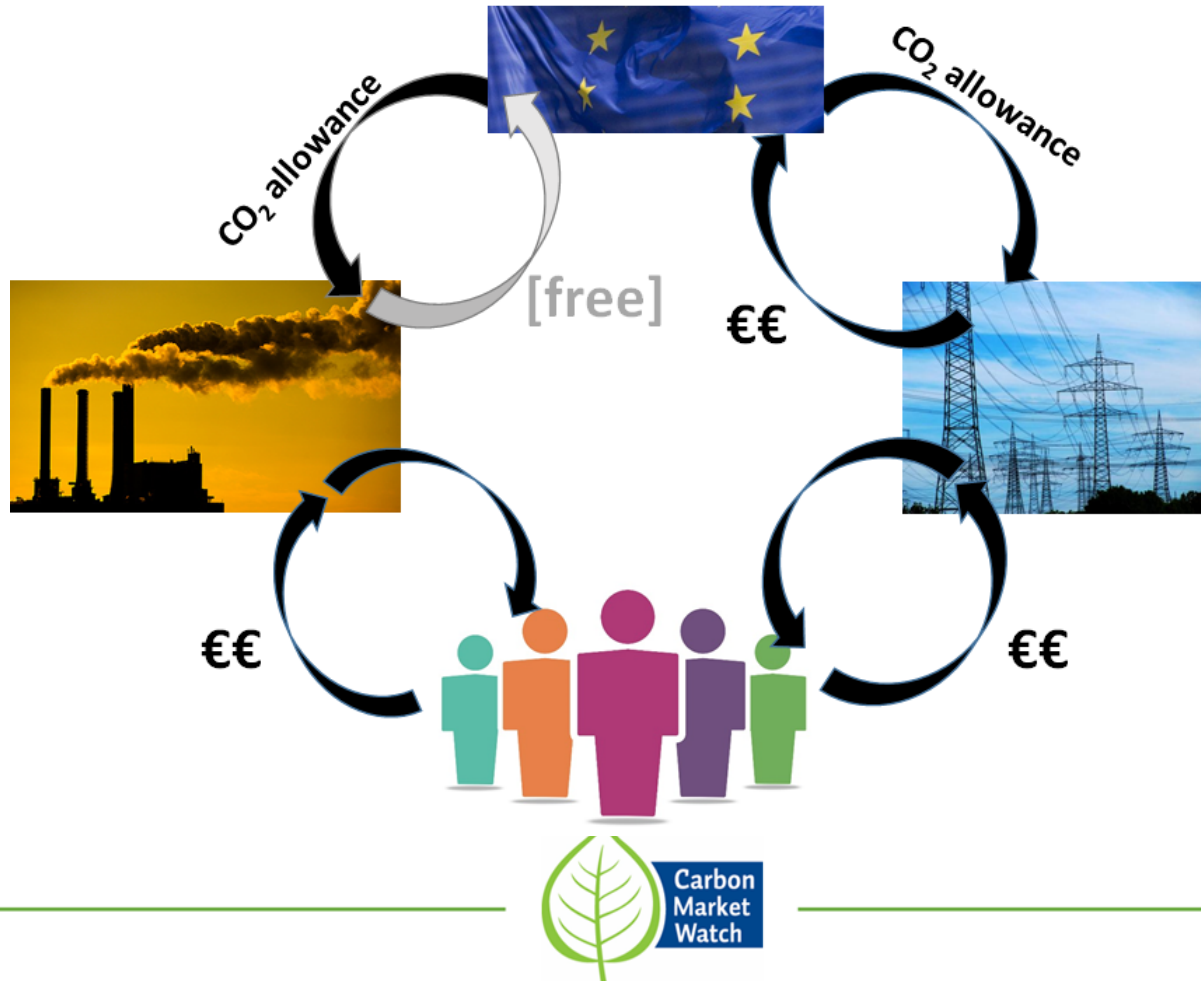 CO₂ allowance
CO₂ allowance
[free]
€€
€€
€€
Carbon
Market
Watch